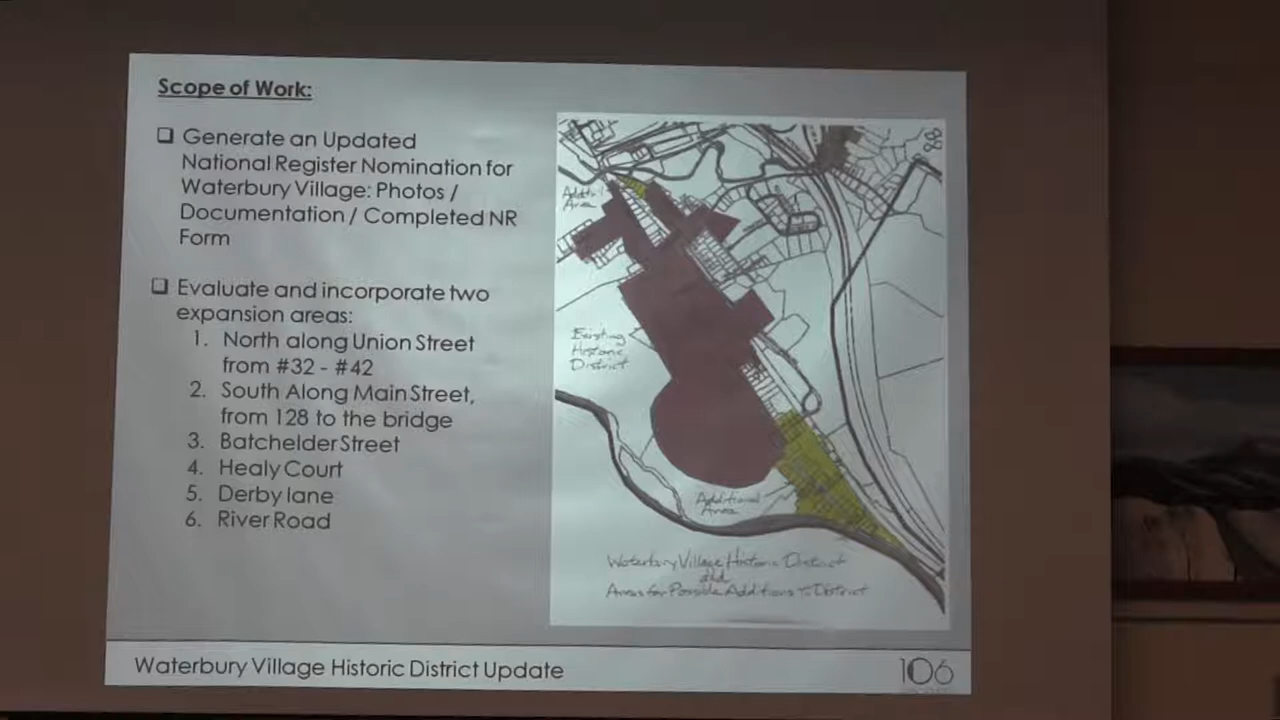 Scope of Work:
Generate an Updated
National Register Nomination for
Waterbury Village: Photos /
Documentation / Completed NR
Form
Evaluate and incorporate two
expansion areas:
1. North along Union Street
from #32 - #42
2. South Along Main Street,
from 128 to the bridge
3. Batchelder Street
4. Healy Court
5. Derby lane
6. River Road
Area
Existing
Historic
District
Additional
Area
Waterbury Village Historic District
and
Areas for Possible Additions To District
Waterbury Village Historic District Update
106